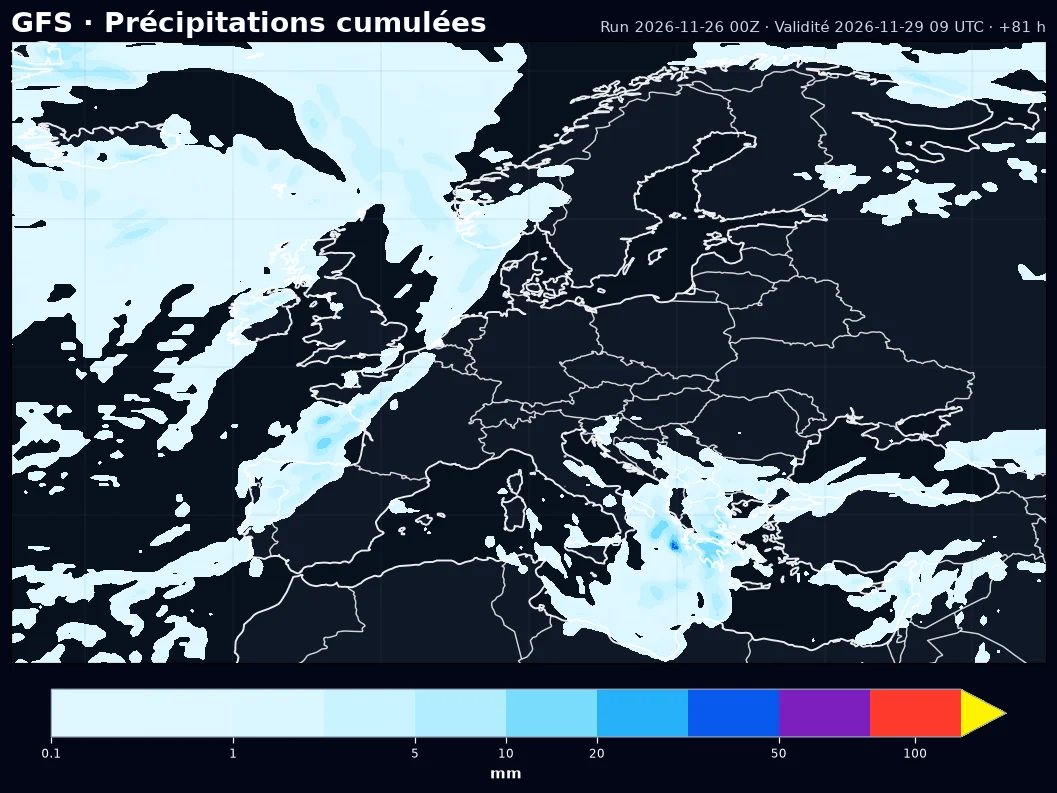 GFS · Précipitations cumulées
Run 2026-11-26 00Z · Validité 2026-11-29 09 UTC · +81 h
0.1 1 5 10 20 50 100
mm